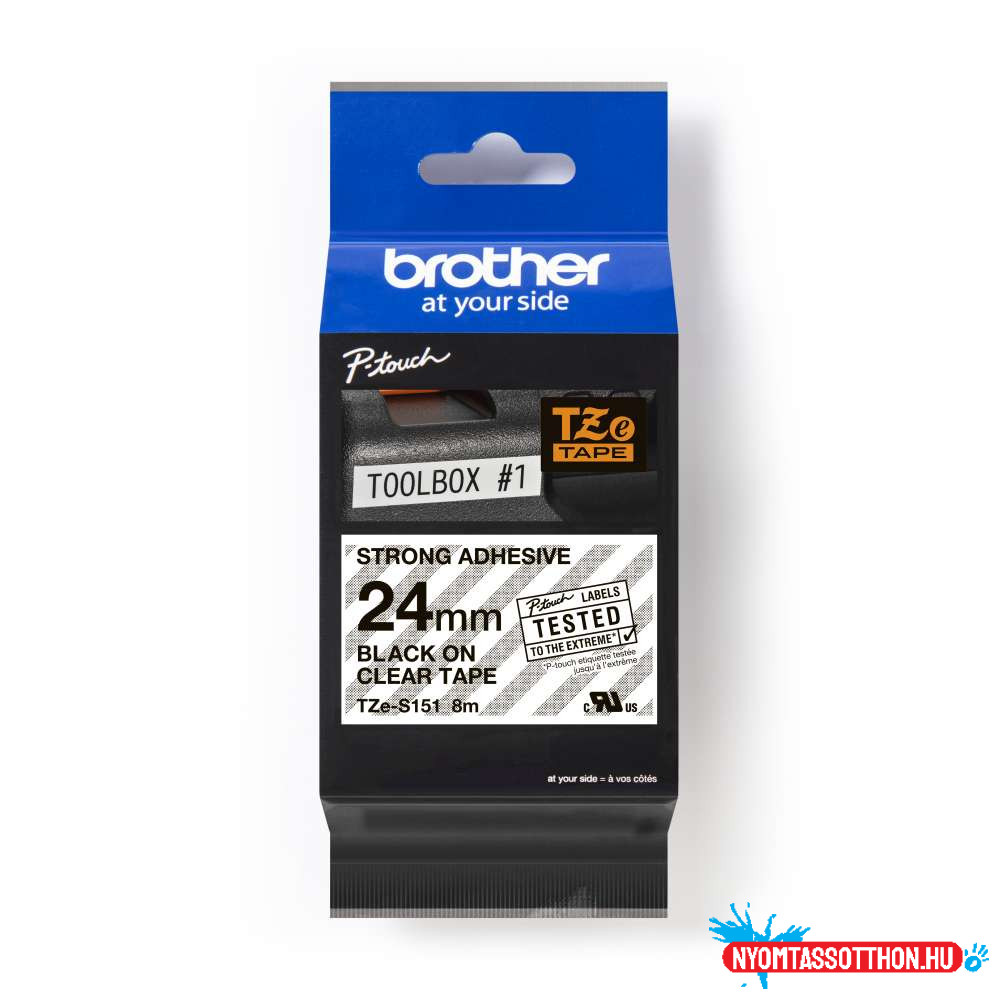 brother
at your side
P-touch
TZe
TAPE
TOOLBOX #1
STRONG ADHESIVE
24mm
BLACK ON
CLEAR TAPE
TZe-S151 8m
P-touch LABELS
TESTED
TO THE EXTREME*
*P-touch etiquette testée
jusqu'à l'extrême
c RU US
at your side = à vos côtés
NYOMTASSOTTHON.HU